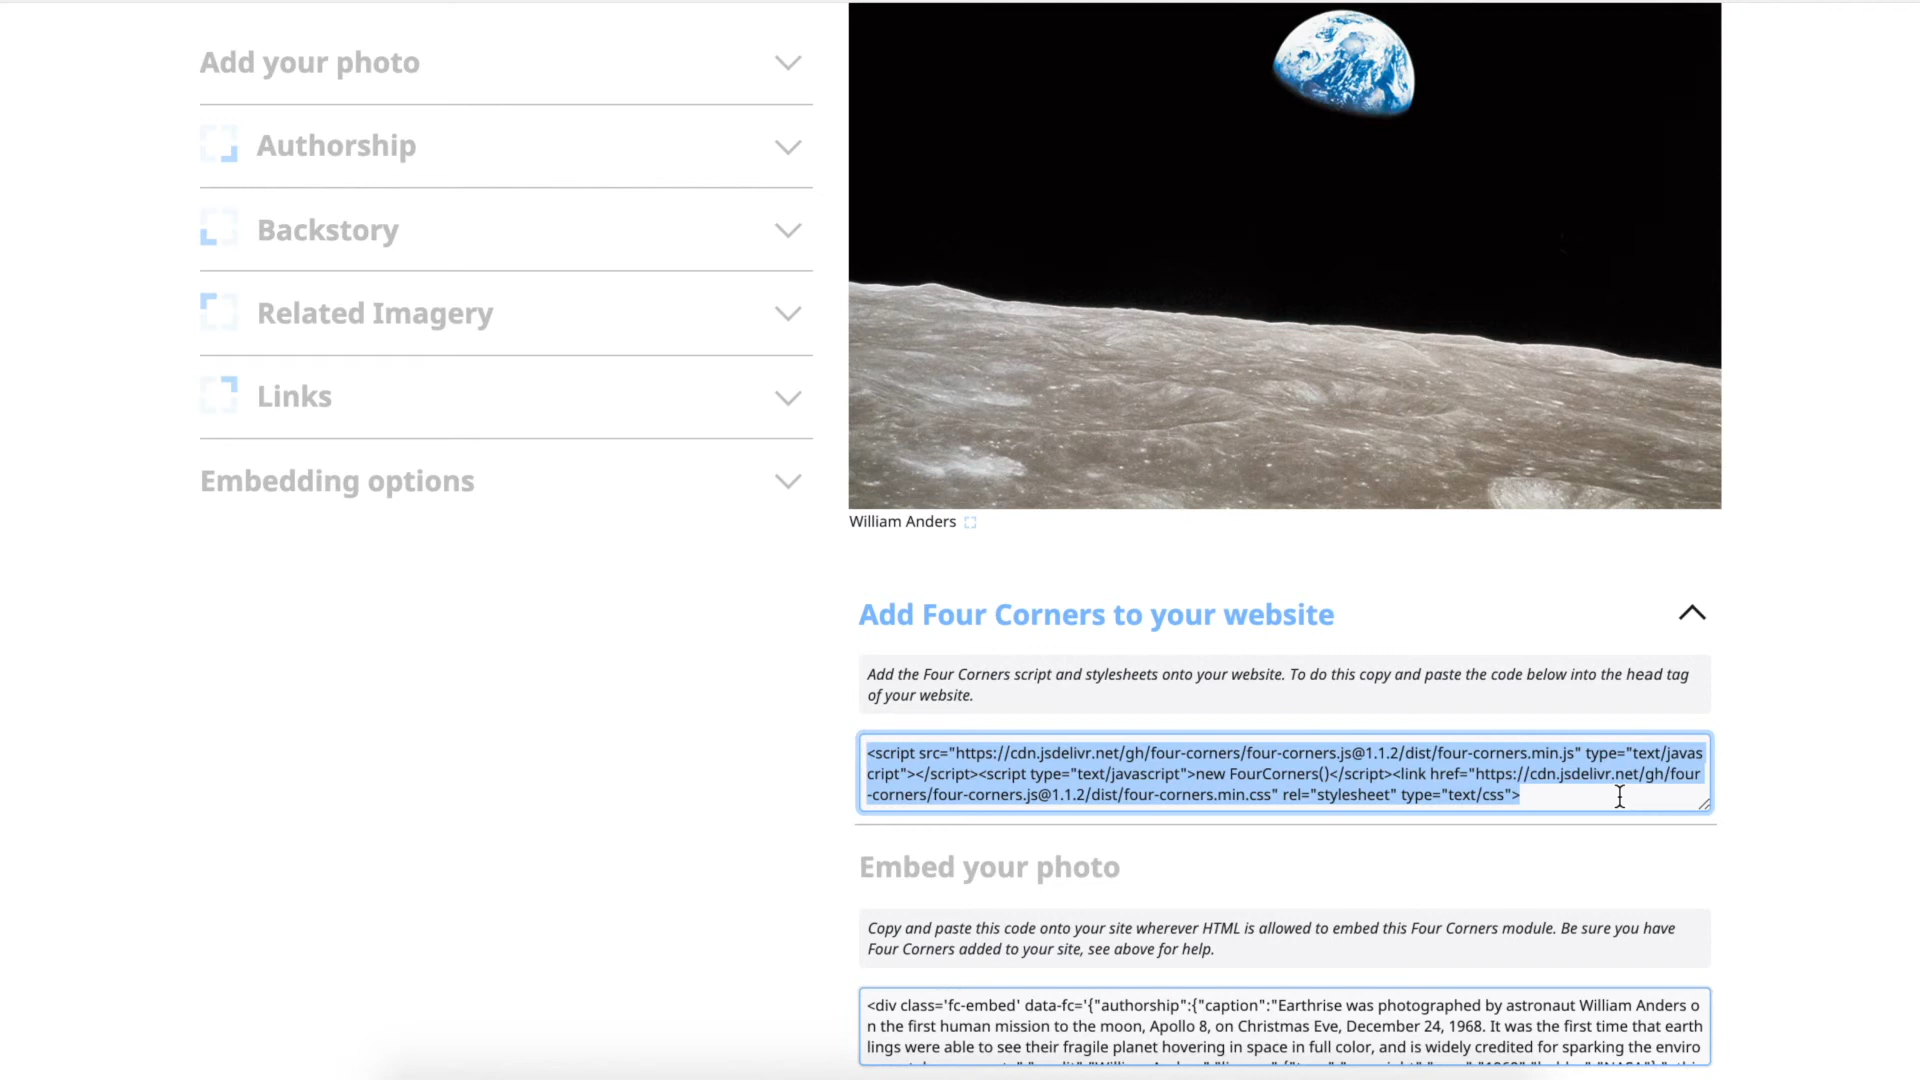 Add your photo
Authorship
Backstory
Related Imagery
Links
Embedding options
William Anders
Add Four Corners to your website
Add the Four Corners script and stylesheets onto your website. To do this copy and paste the code below into the head tag
of your website.
<script src="https://cdn.jsdelivr.net/gh/four-corners/four-corners.js@1.1.2/dist/four-corners.min.js" type="text/javas
cript"></script><script type="text/javascript">new FourCorners()</script><link href="https://cdn.jsdelivr.net/gh/four
-corners/four-corners.js@1.1.2/dist/four-corners.min.css" rel="stylesheet" type="text/css">
Embed your photo
Copy and paste this code onto your site wherever HTML is allowed to embed this Four Corners module. Be sure you have
Four Corners added to your site, see above for help.
<div class='fc-embed' data-fc='{"authorship":{"caption":"Earthrise was photographed by astronaut William Anders o
n the first human mission to the moon, Apollo 8, on Christmas Eve, December 24, 1968. It was the first time that earth
lings were able to see their fragile planet hovering in space in full color, and is widely credited for sparking the enviro